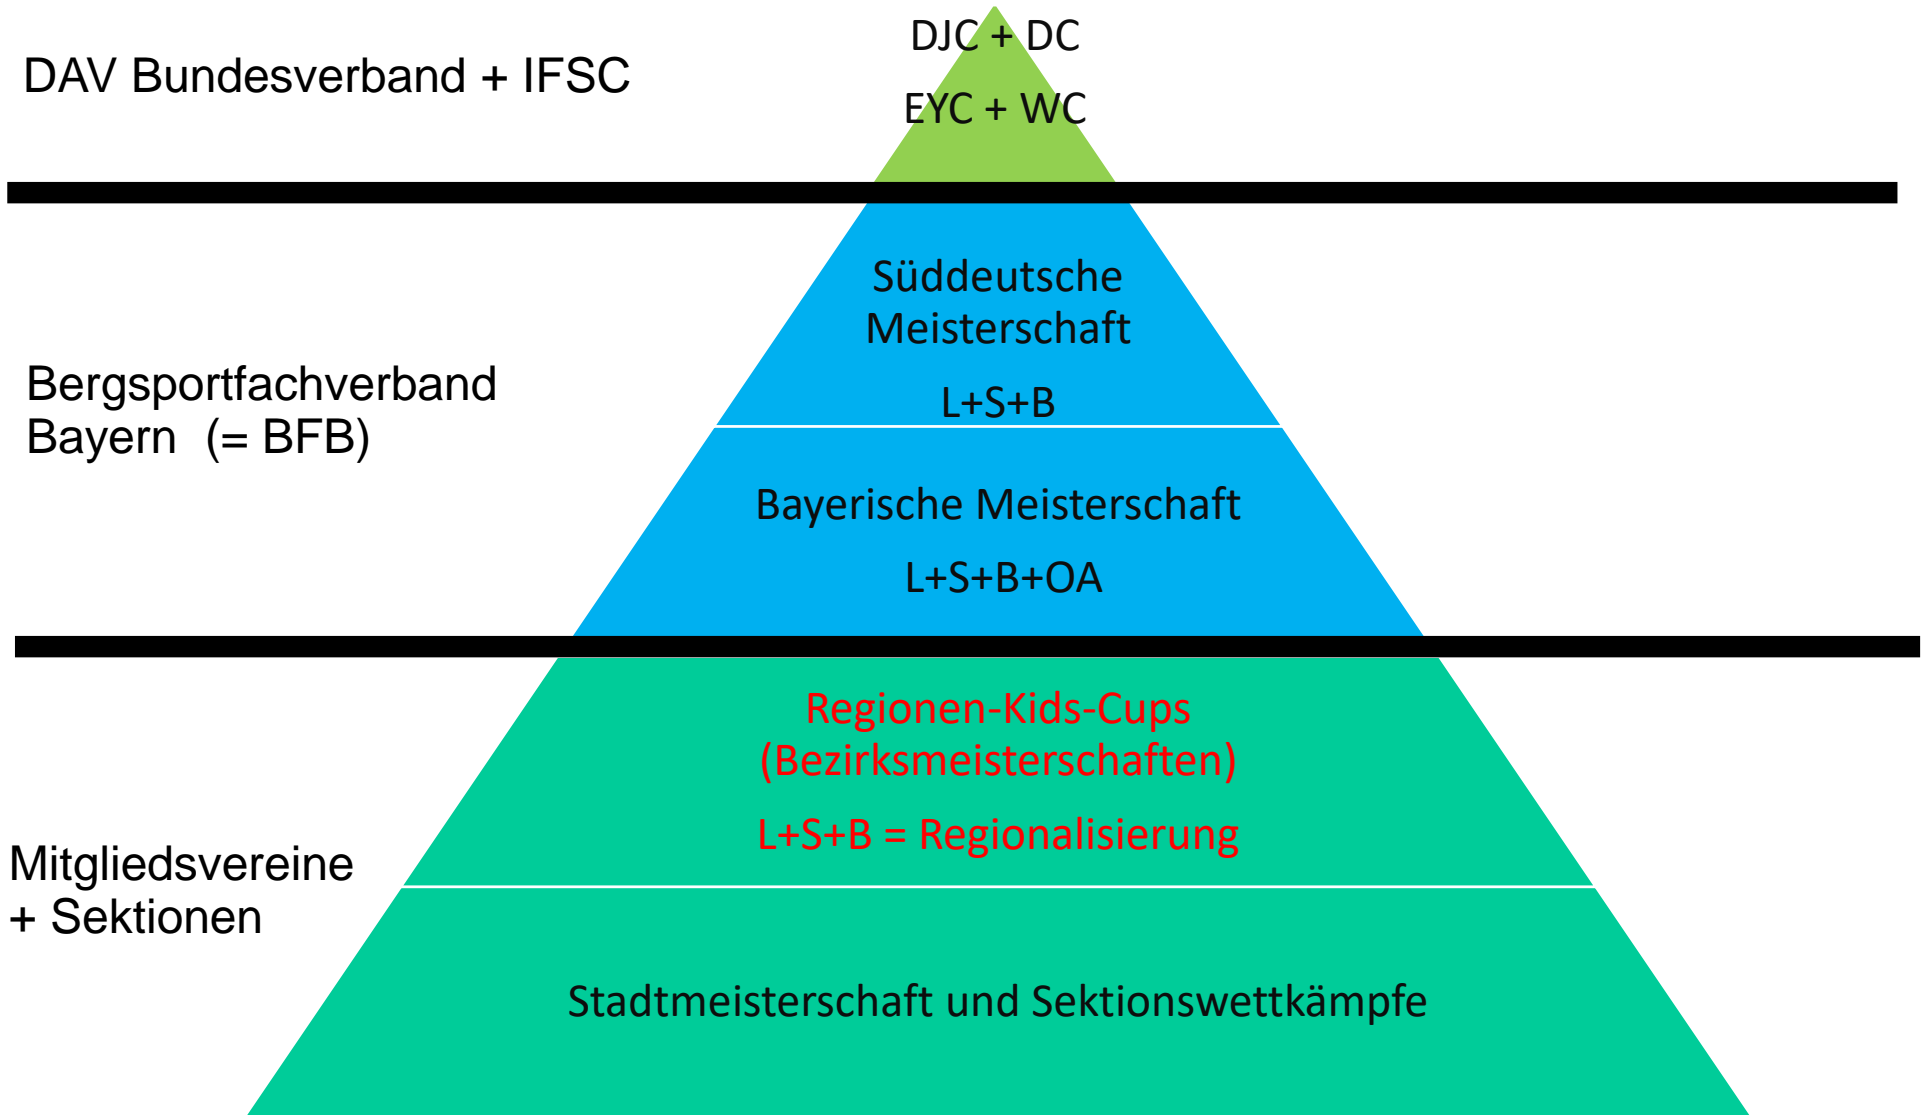 DJC + DC
DAV Bundesverband + IFSC
EYC + WC
Süddeutsche
Meisterschaft
L+S+B
Bergsportfachverband
Bayern (= BFB)
Bayerische Meisterschaft
L+S+B+OA
Regionen-Kids-Cups
(Bezirksmeisterschaften)
L+S+B = Regionalisierung
Mitgliedsvereine
+ Sektionen
Stadtmeisterschaft und Sektionswettkämpfe